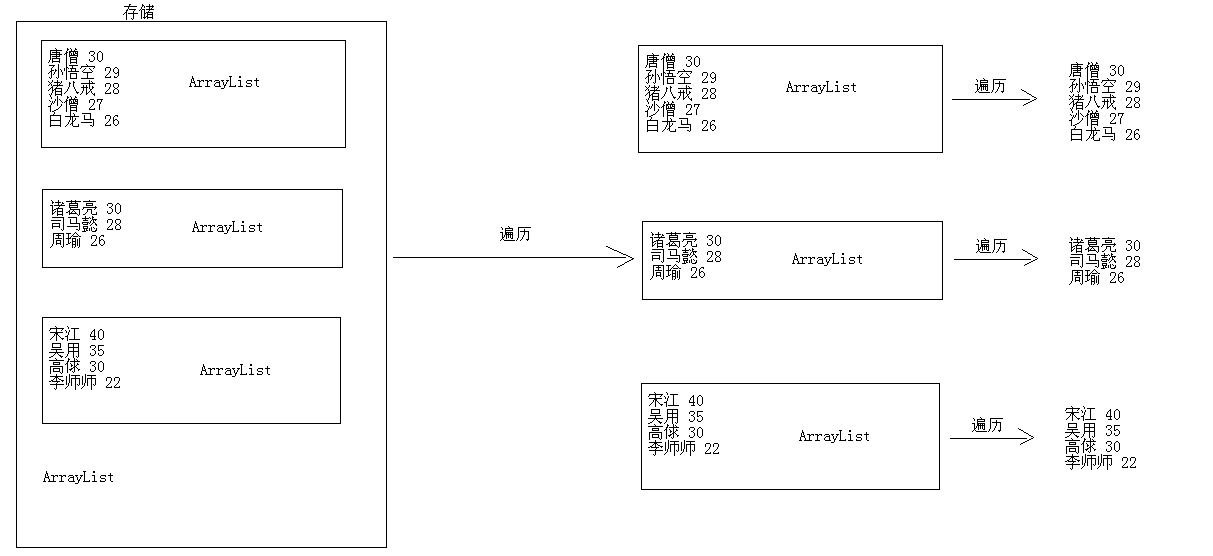 存储
唐僧 30
孙悟空 29
猪八戒 28
沙僧 27
白龙马 26
ArrayList
诸葛亮 30
司马懿 28
周瑜 26
ArrayList
宋江 40
吴用 35
高俅 30
李师师 22
ArrayList
ArrayList
遍历
唐僧 30
孙悟空 29
猪八戒 28
沙僧 27
白龙马 26
ArrayList
遍历
唐僧 30
孙悟空 29
猪八戒 28
沙僧 27
白龙马 26
诸葛亮 30
司马懿 28
周瑜 26
ArrayList
遍历
诸葛亮 30
司马懿 28
周瑜 26
宋江 40
吴用 35
高俅 30
李师师 22
ArrayList
遍历
宋江 40
吴用 35
高俅 30
李师师 22